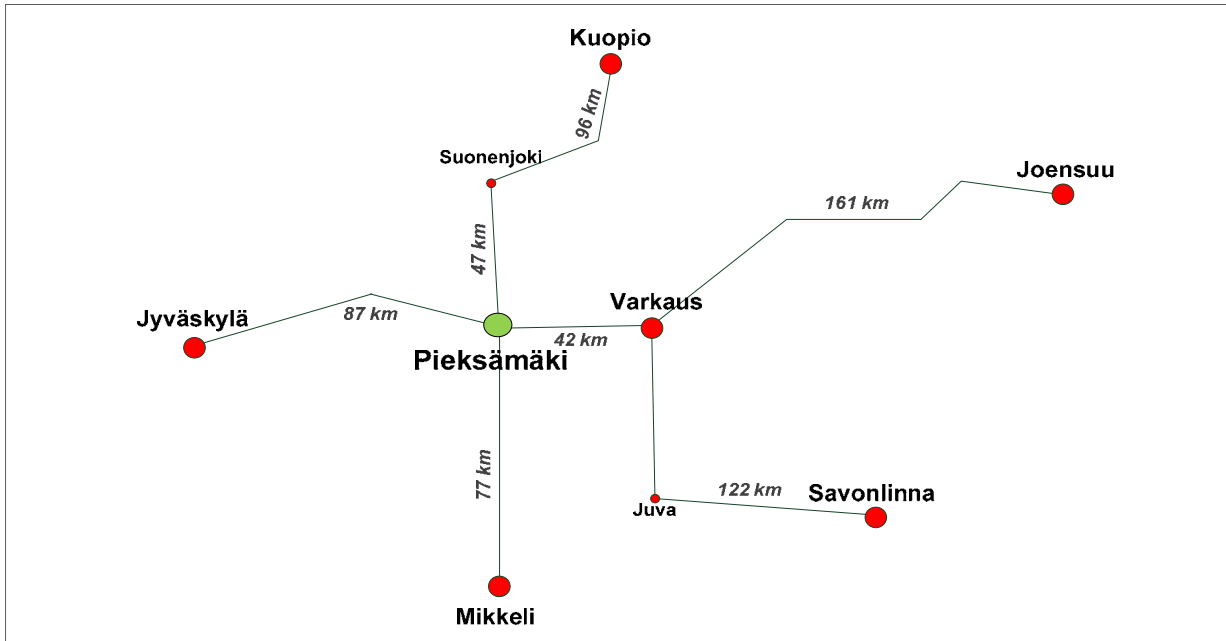 Kuopio
96 km
Suonenjoki
Joensuu
161 km
47 km
Varkaus
87 km
Jyväskylä
42 km
Pieksämäki
77 km
122 km
Savonlinna
Juva
Mikkeli